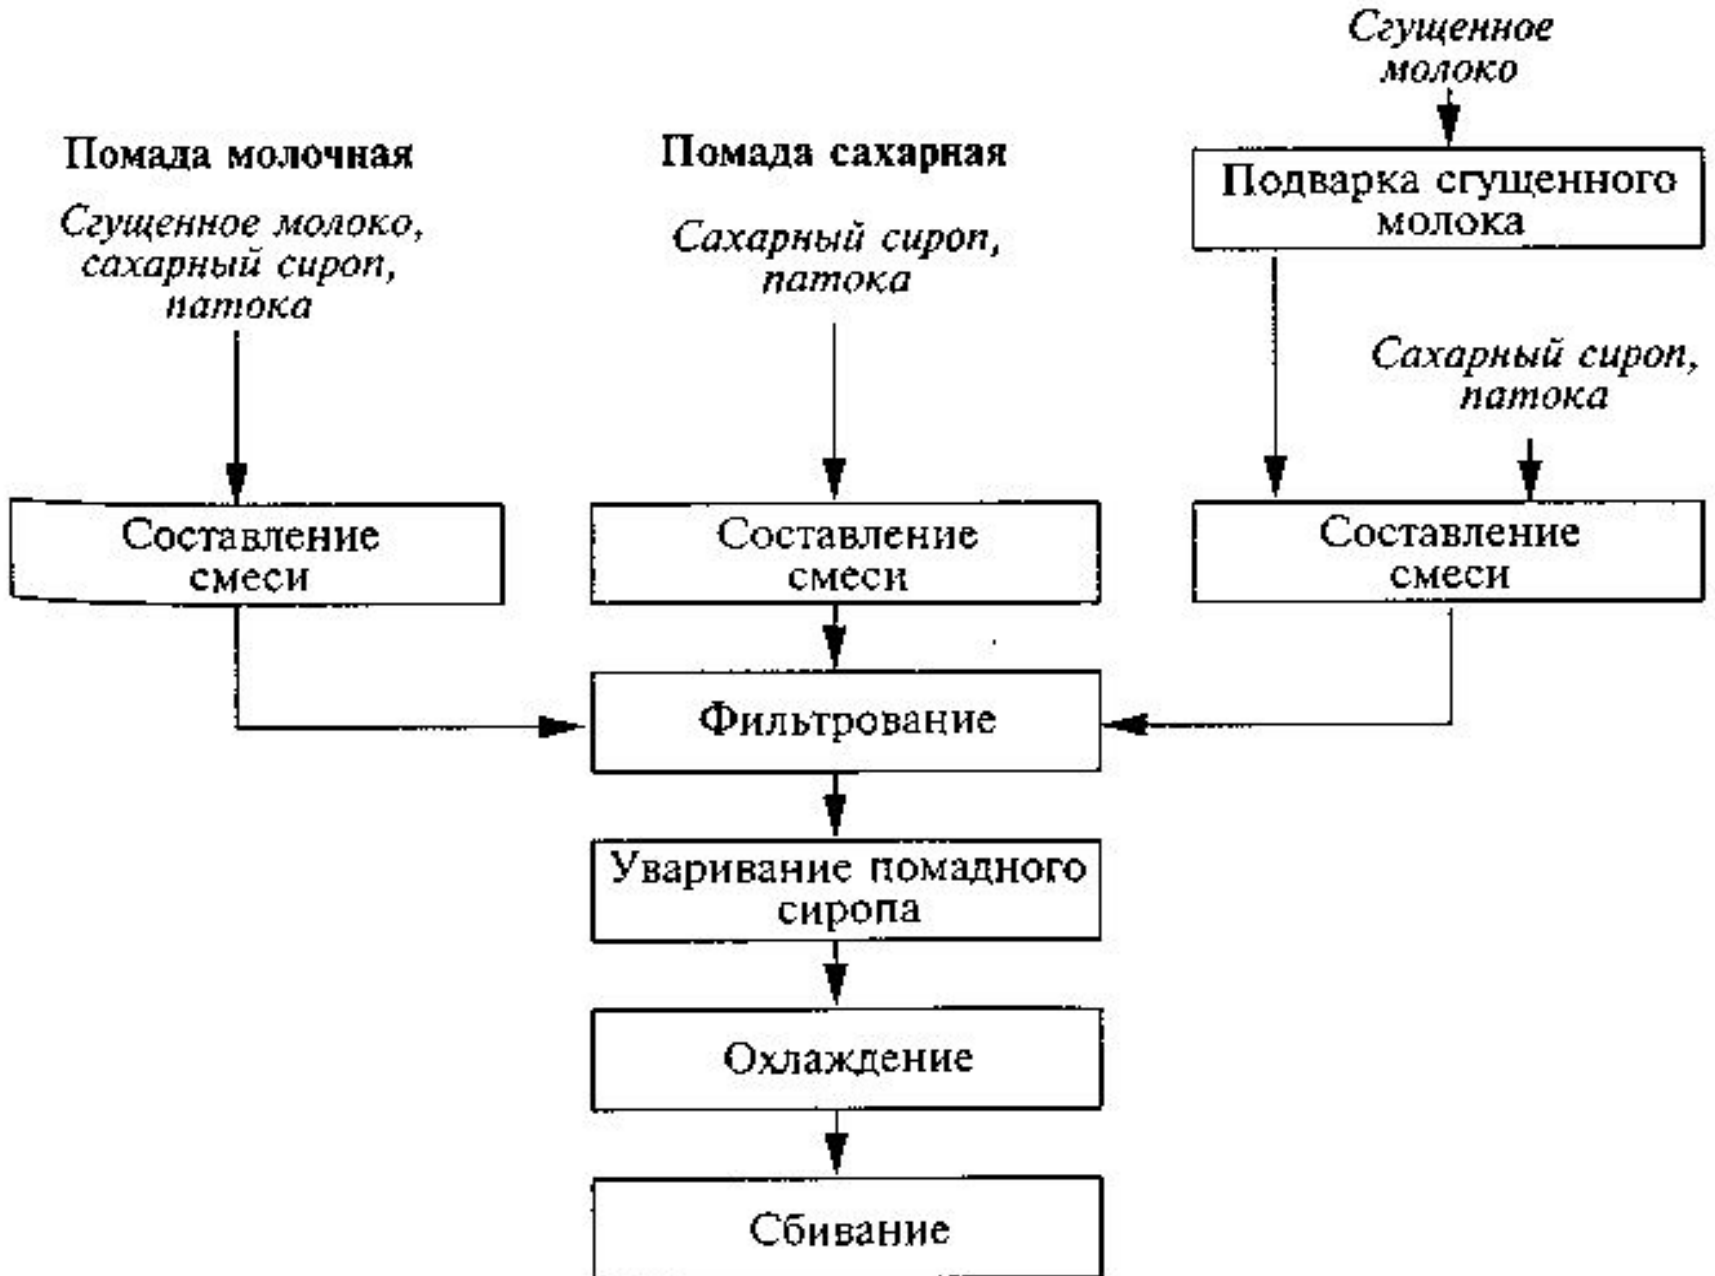 Помада молочная
Сгущенное молоко,
сахарный сироп,
патока
Составление
смеси
Помада сахарная
Сахарный сироп,
патока
Составление
смеси
Сгущенное
молоко
Подварка сгущенного
молока
Сахарный сироп,
патока
Составление
смеси
Фильтрование
Уваривание помадного
сиропа
Охлаждение
Сбивание